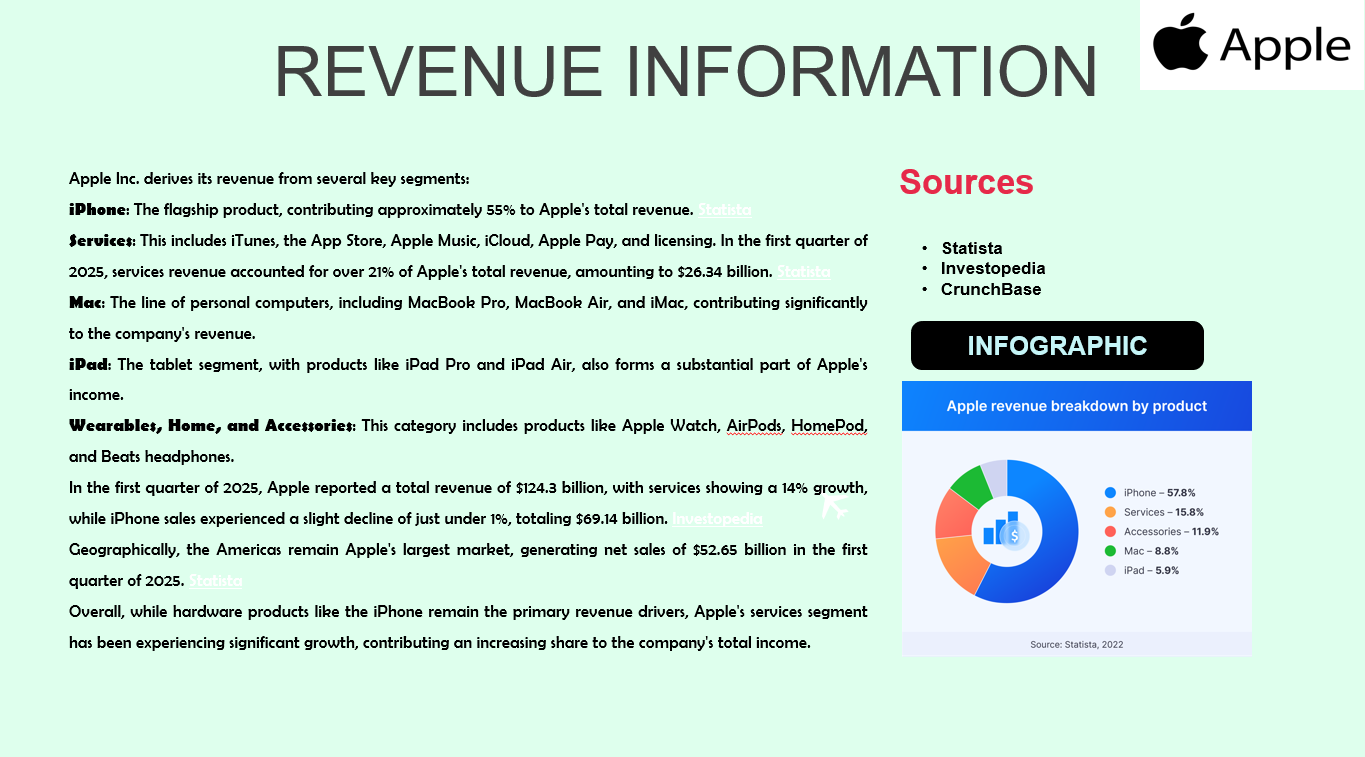 REVENUE INFORMATION
Apple
Apple Inc. derives its revenue from several key segments:
iPhone: The flagship product, contributing approximately 55% to Apple's total revenue. Statista
Services: This includes iTunes, the App Store, Apple Music, iCloud, Apple Pay, and licensing. In the first quarter of
2025, services revenue accounted for over 21% of Apple's total revenue, amounting to $26.34 billion. Statista
Mac: The line of personal computers, including MacBook Pro, MacBook Air, and iMac, contributing significantly
to the company's revenue.
iPad: The tablet segment, with products like iPad Pro and iPad Air, also forms a substantial part of Apple's
income.
Wearables, Home, and Accessories: This category includes products like Apple Watch, AirPods, HomePod,
and Beats headphones.
In the first quarter of 2025, Apple reported a total revenue of $124.3 billion, with services showing a 14% growth,
while iPhone sales experienced a slight decline of just under 1%, totaling $69.14 billion. Investopedia
Geographically, the Americas remain Apple's largest market, generating net sales of $52.65 billion in the first
quarter of 2025. Statista
Overall, while hardware products like the iPhone remain the primary revenue drivers, Apple's services segment
has been experiencing significant growth, contributing an increasing share to the company's total income.
Sources
• Statista
• Investopedia
• CrunchBase
INFOGRAPHIC
Apple revenue breakdown by product
$
iPhone – 57.8%
Services – 15.8%
Accessories – 11.9%
Mac – 8.8%
iPad – 5.9%
Source: Statista, 2022